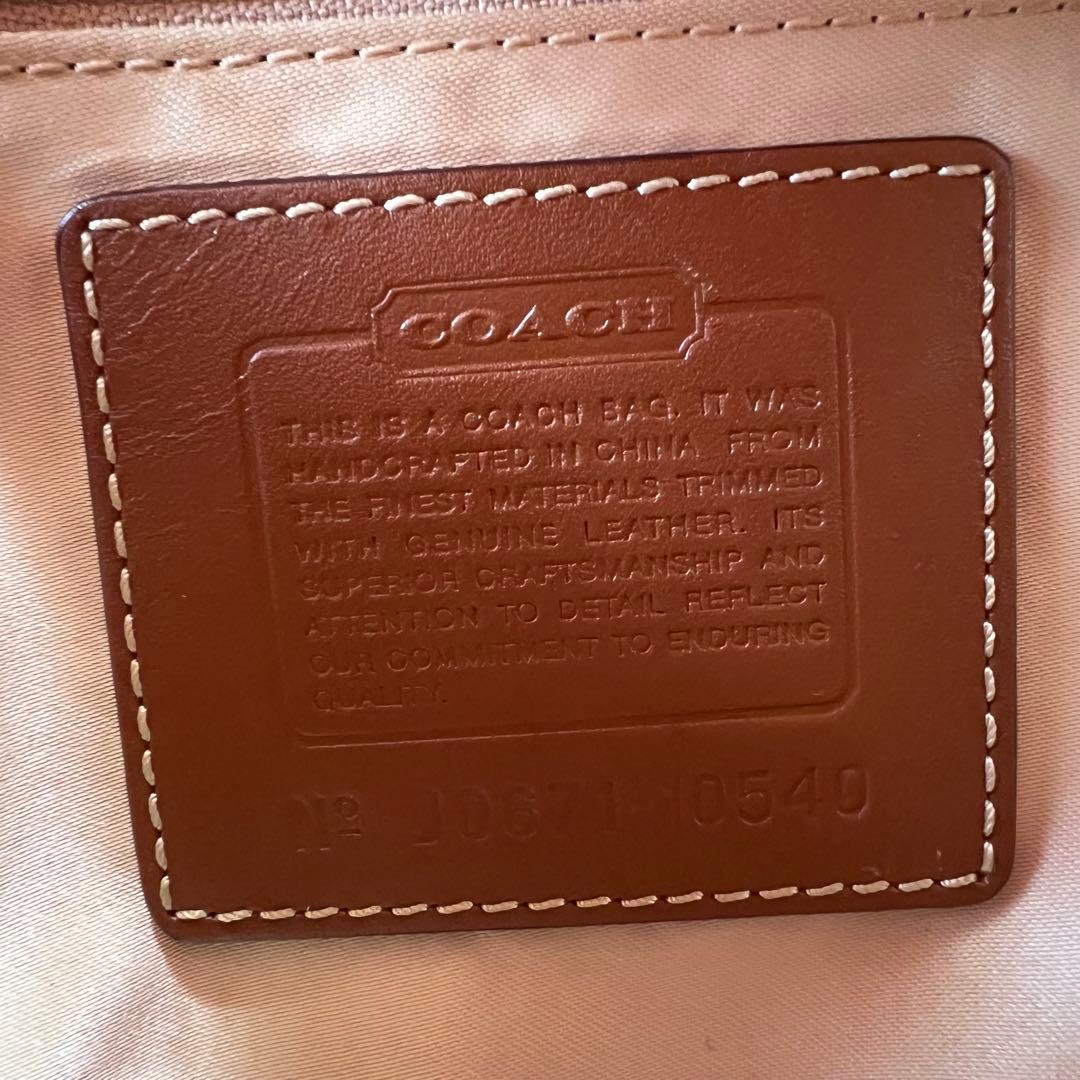 COACH
THIS IS A COACH BAG. IT WAS
HANDCRAFTED IN CHINA FROM
THE FINEST MATERIALS TRIMMED
WITH GENUINE LEATHER. ITS
SUPERIOR CRAFTSMANSHIP AND
ATTENTION TO DETAIL REFLECT
OUR COMMITMENT TO ENDURING
QUALITY.
Nº J0671-10540